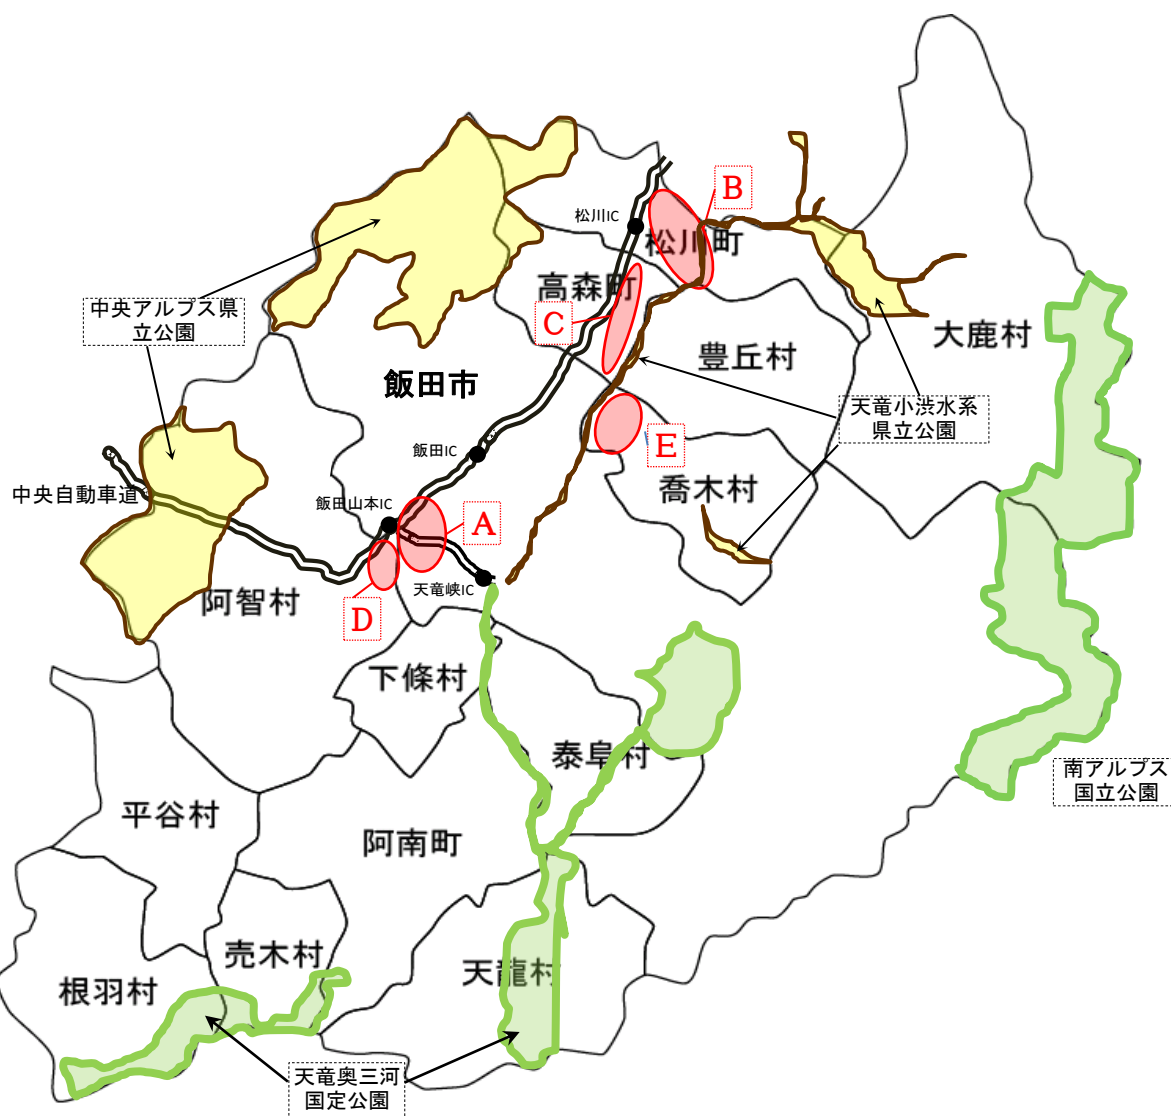 B
松川IC
松川町
高森町
中央アルプス県
立公園
C
大鹿村
豊丘村
飯田市
天竜小渋水系
県立公園
飯田IC
E
喬木村
中央自動車道
飯田山本IC
A
天竜峡IC
阿智村
D
下條村
泰阜村
南アルプス
国立公園
平谷村
阿南町
売木村
天龍村
根羽村
天竜奥三河
国定公園